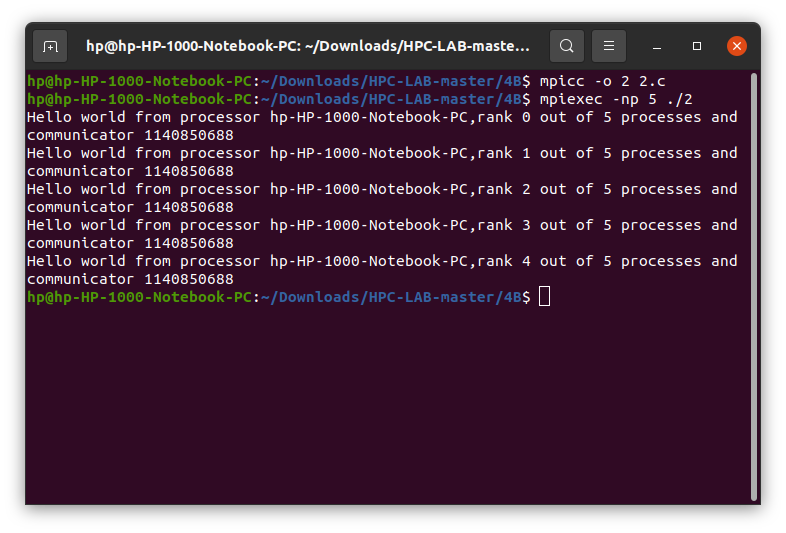 hp@hp-HP-1000-Notebook-PC: ~/Downloads/HPC-LAB-maste...
hp@hp-HP-1000-Notebook-PC:~/Downloads/HPC-LAB-master/4B$ mpicc -o 2 2.c
hp@hp-HP-1000-Notebook-PC:~/Downloads/HPC-LAB-master/4B$ mpiexec -np 5 ./2
Hello world from processor hp-HP-1000-Notebook-PC,rank 0 out of 5 processes and
communicator 1140850688
Hello world from processor hp-HP-1000-Notebook-PC,rank 1 out of 5 processes and
communicator 1140850688
Hello world from processor hp-HP-1000-Notebook-PC,rank 2 out of 5 processes and
communicator 1140850688
Hello world from processor hp-HP-1000-Notebook-PC,rank 3 out of 5 processes and
communicator 1140850688
Hello world from processor hp-HP-1000-Notebook-PC,rank 4 out of 5 processes and
communicator 1140850688
hp@hp-HP-1000-Notebook-PC:~/Downloads/HPC-LAB-master/4B$